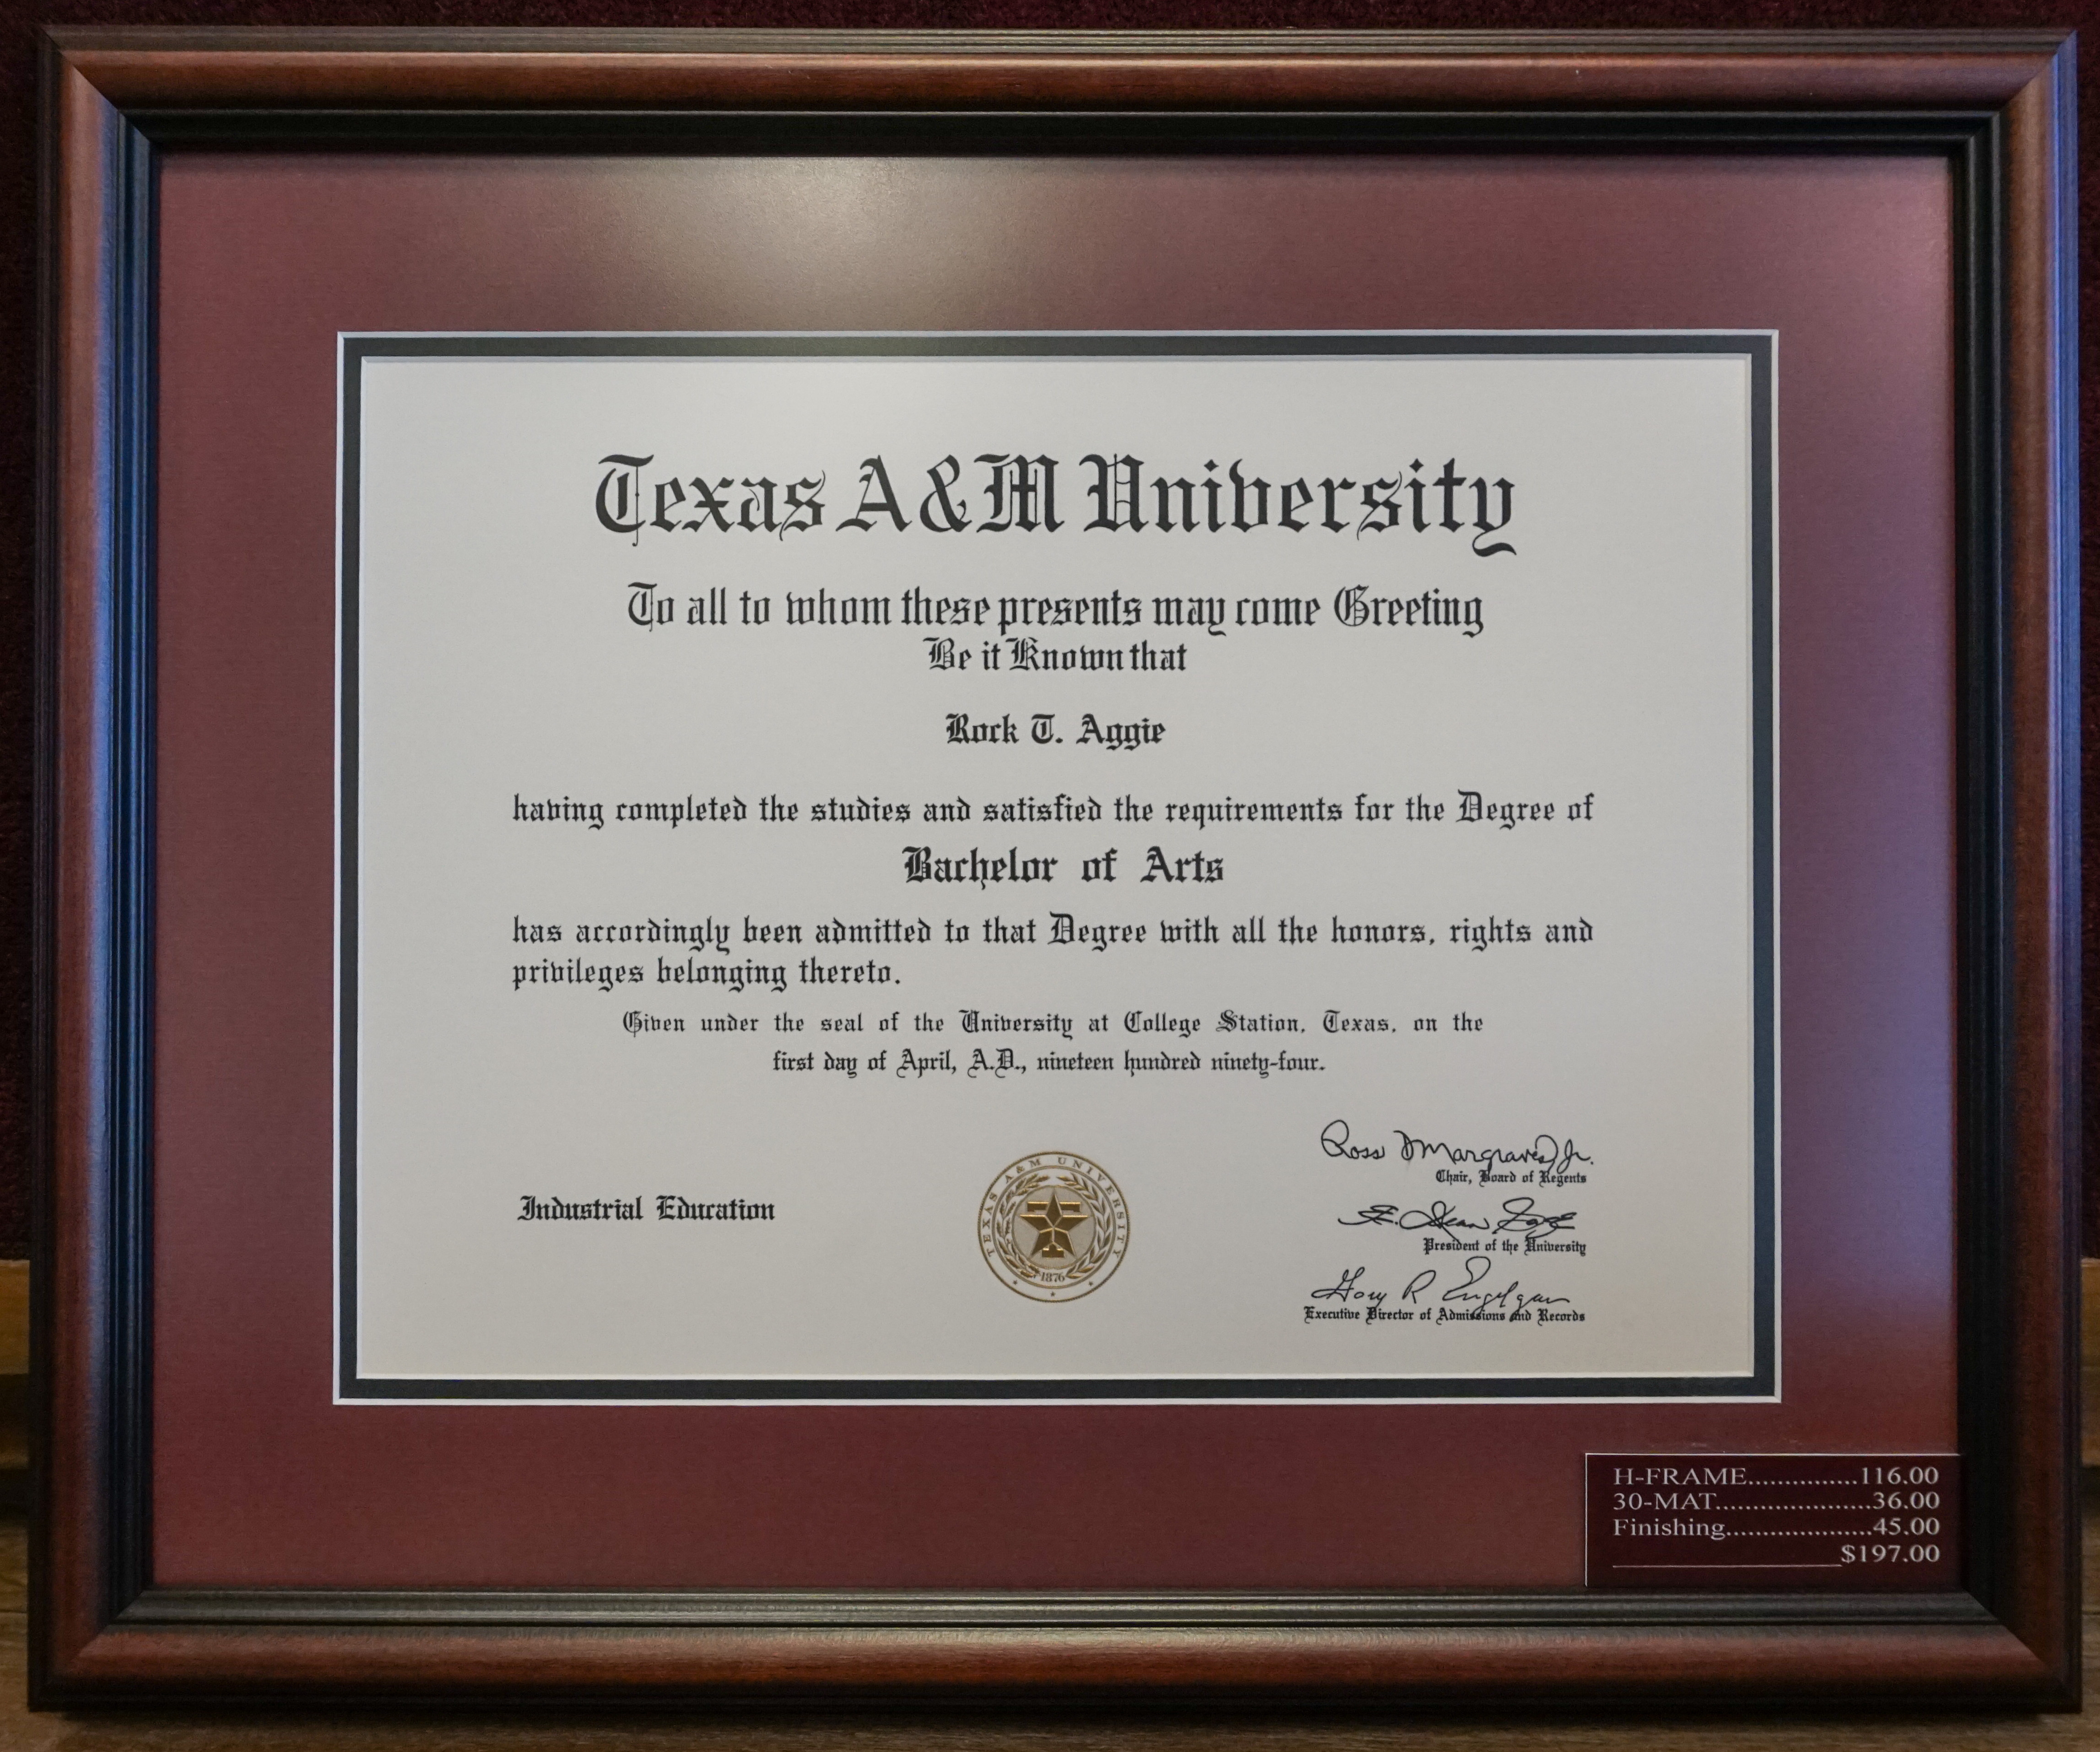 Texas A&M University
To all to whom these presents may come Greeting
Be it Known that
Rock T. Aggie
having completed the studies and satisfied the requirements for the Degree of
Bachelor of Arts
has accordingly been admitted to that Degree with all the honors, rights and
privileges belonging thereto.
Given under the seal of the University at College Station, Texas, on the
first day of April, A.D., nineteen hundred ninety-four.
Industrial Education
TEXAS A&M UNIVERSITY
1876
Ross Margraves, Jr.
Chair, Board of Regents
E. Dean Gage
President of the University
Gary R Engelgau
Executive Director of Admissions and Records
H-FRAME...............116.00
30-MAT.....................36.00
Finishing....................45.00
$197.00